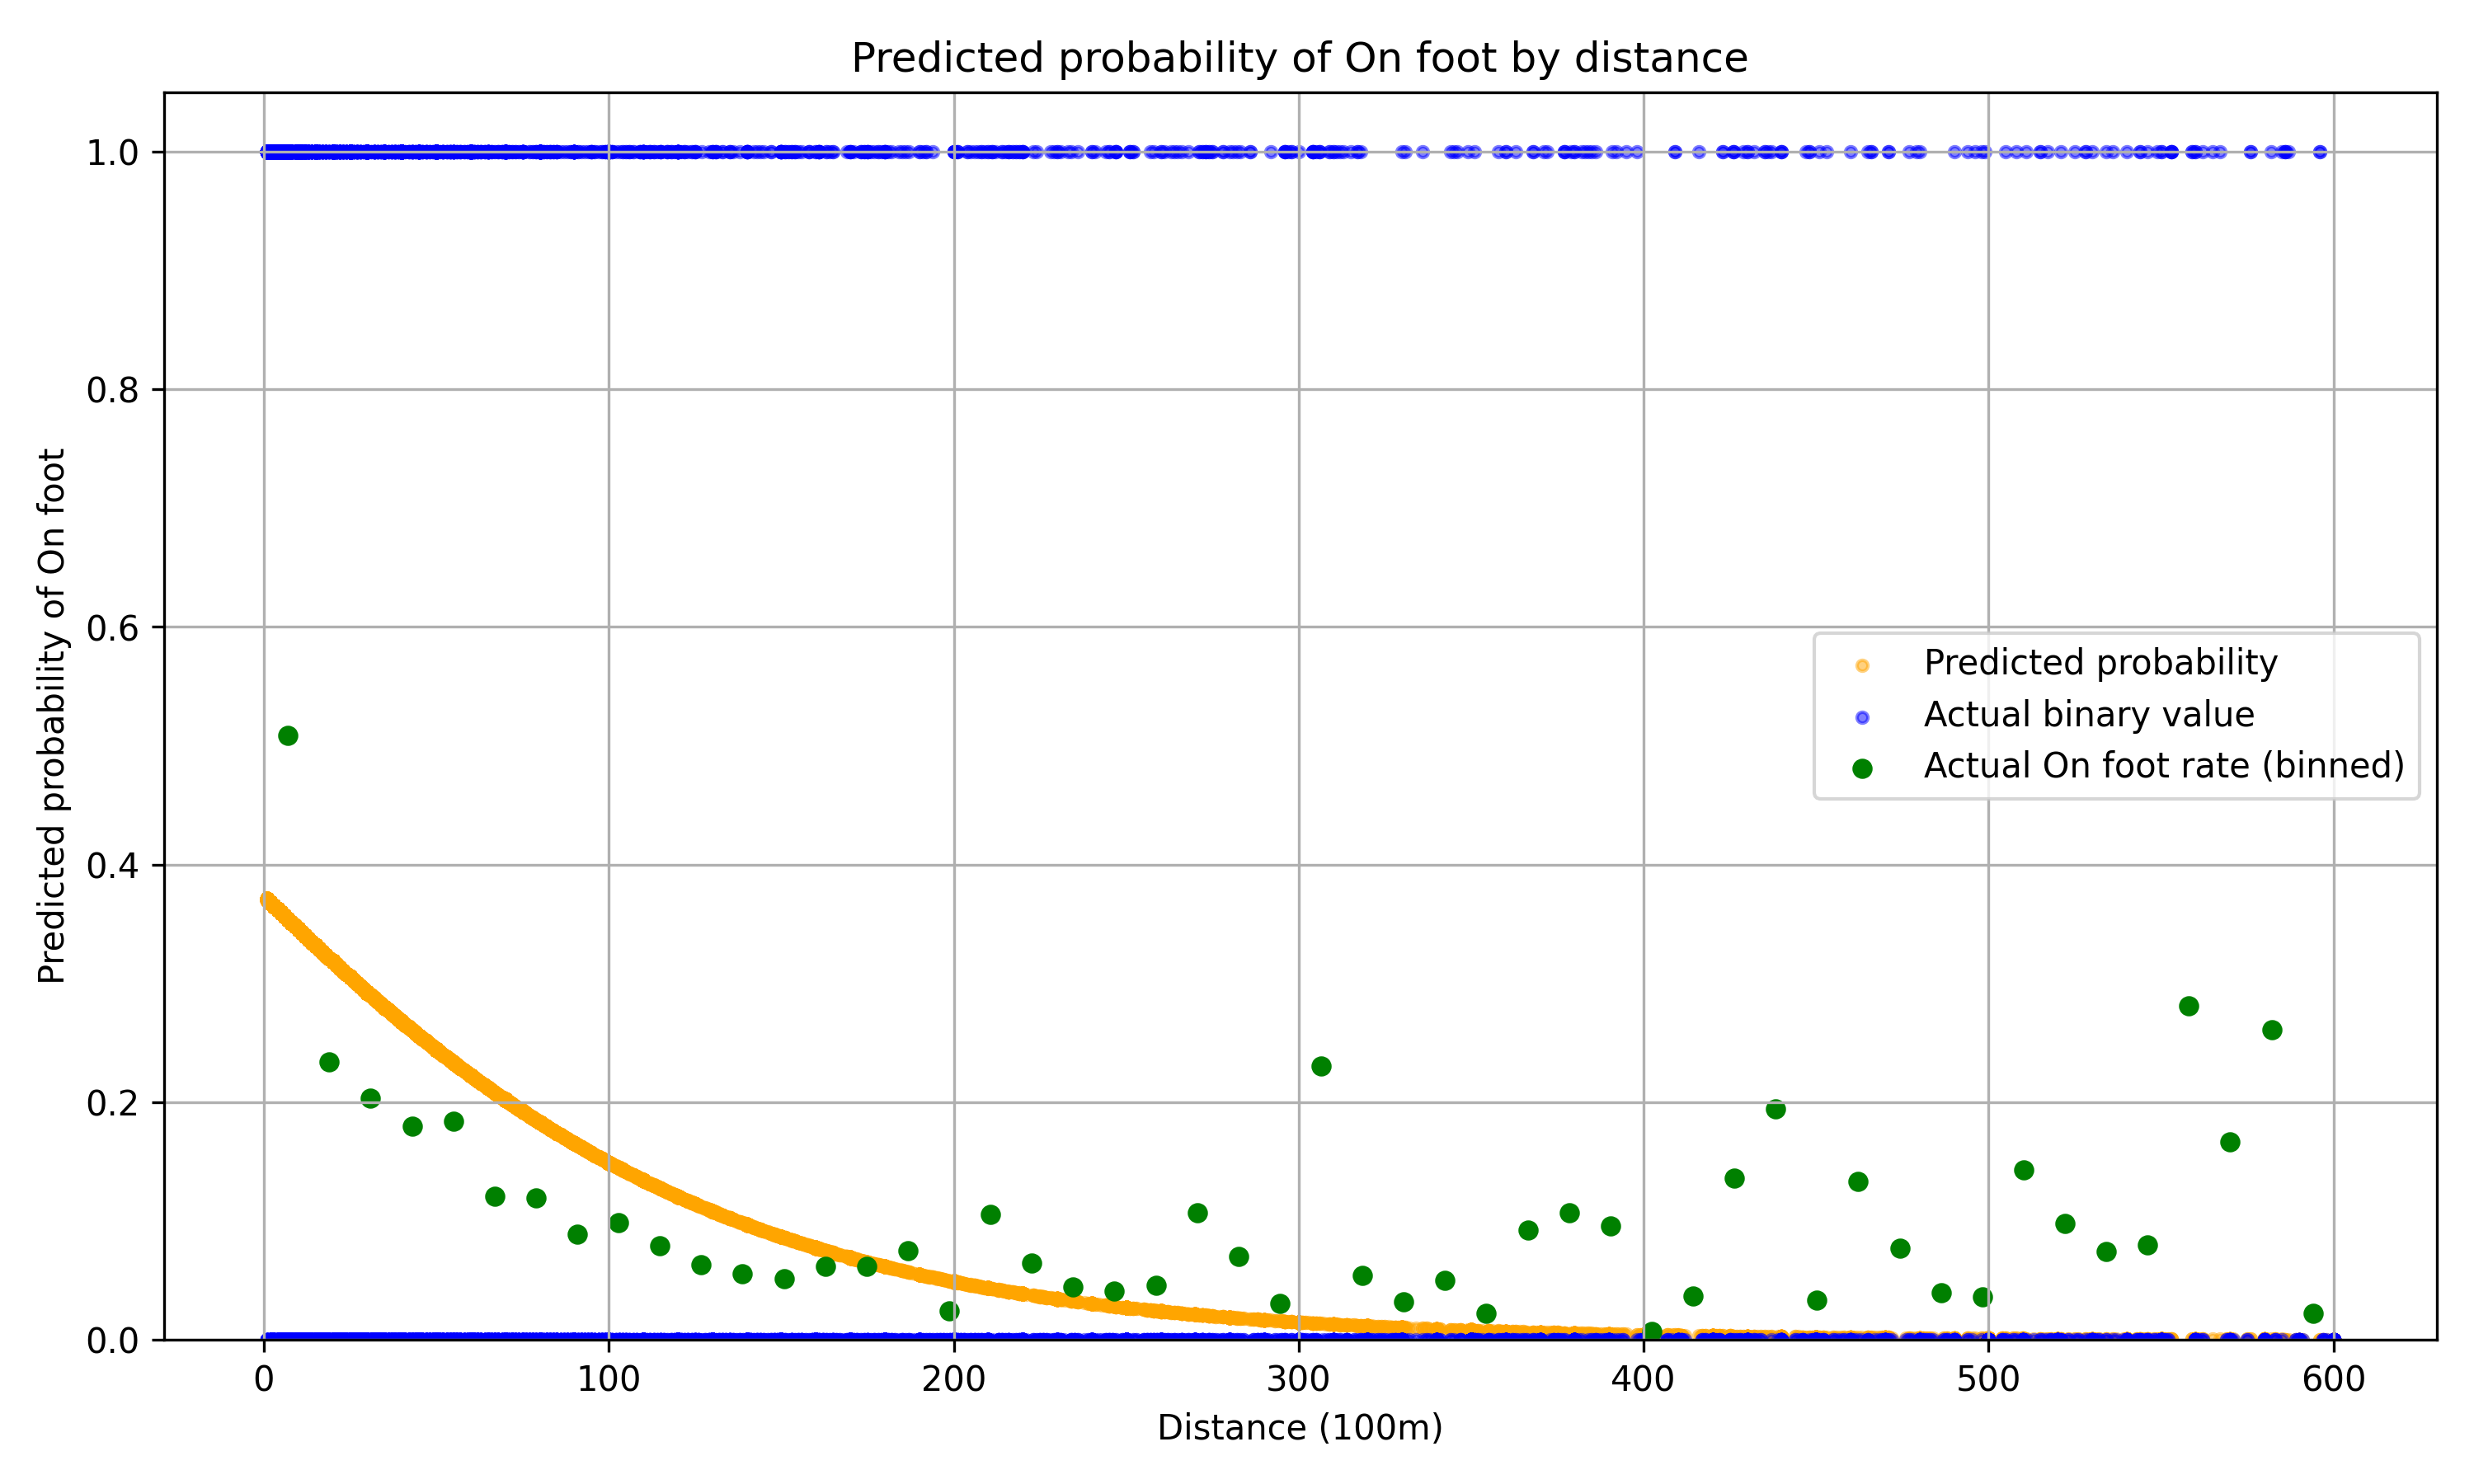 Predicted probability of On foot by distance
Predicted probability of On foot
1.0
0.8
0.6
0.4
0.2
0.0
Predicted probability
Actual binary value
Actual On foot rate (binned)
0 100 200 300 400 500 600
Distance (100m)